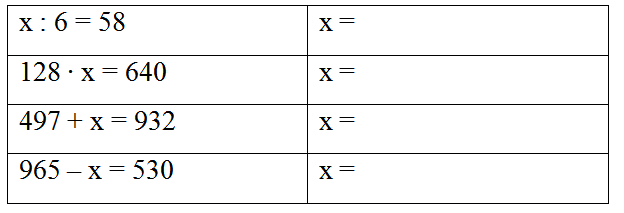 x : 6 = 58 x =
128 · x = 640 x =
497 + x = 932 x =
965 – x = 530 x =